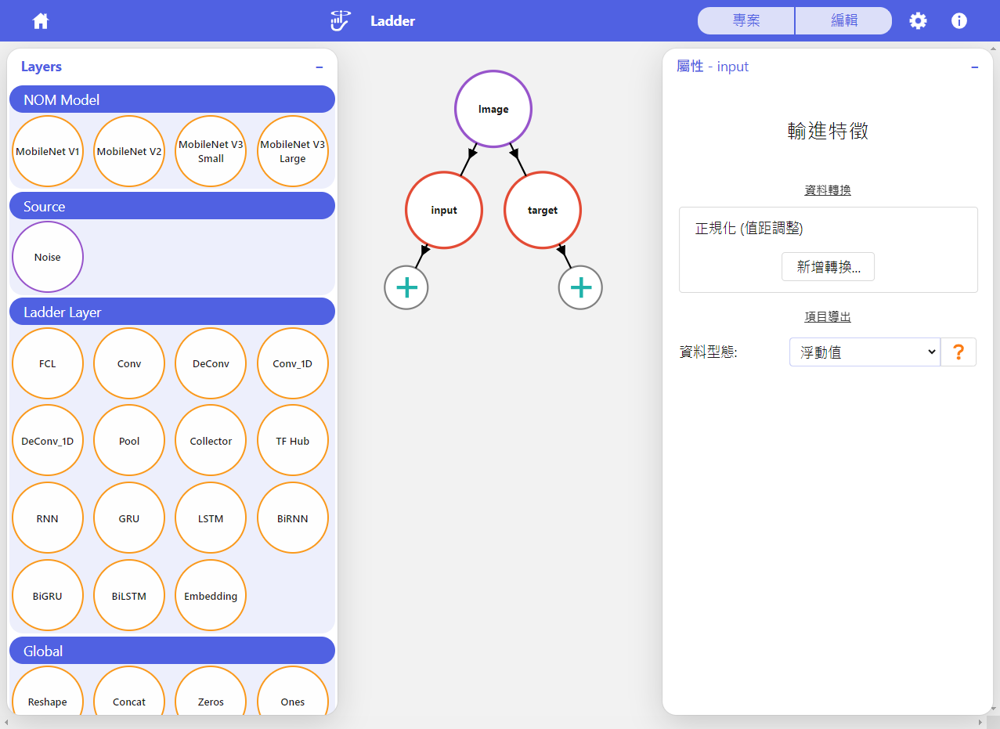 Ladder
專案
編輯
Layers
NOM Model
MobileNet V1
MobileNet V2
MobileNet V3
Small
MobileNet V3
Large
Source
Noise
Ladder Layer
FCL
Conv
DeConv
Conv_1D
DeConv_1D
Pool
Collector
TF Hub
RNN
GRU
LSTM
BiRNN
BiGRU
BiLSTM
Embedding
Global
Reshape
Concat
Zeros
Ones
Image
input
target
屬性 - input
輸進特徵
資料轉換
正規化 (值距調整)
新增轉換...
項目導出
資料型態:
浮動值
?